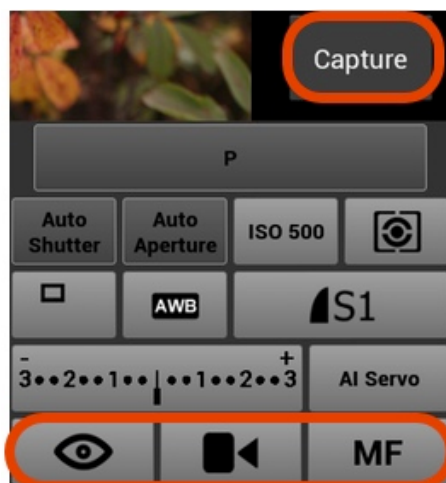 Capture
P
Auto Shutter
Auto Aperture
ISO 500
AWB
S1
- +
3••2••1••|••1••2••3
AI Servo
MF